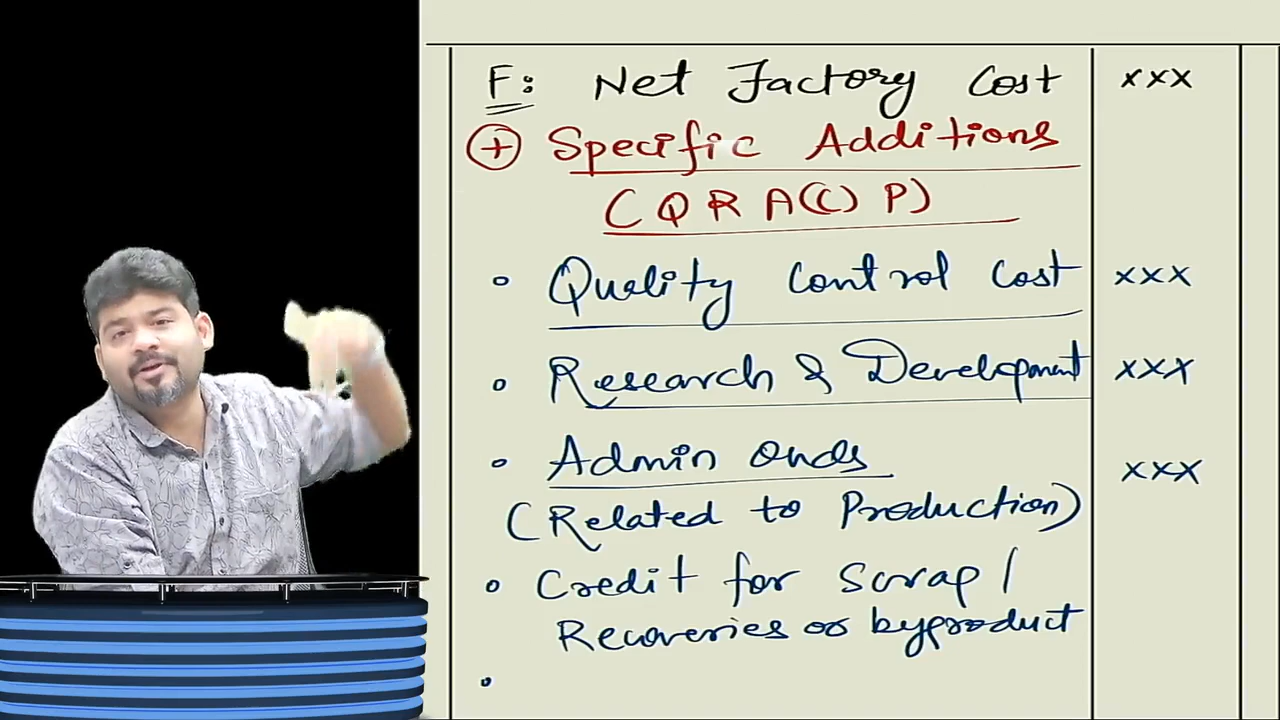 F: Net Factory Cost xxx
+ Specific Additions
(Q R A (C) P)
• Quality Control Cost xxx
• Research & Development xxx
• Admin OHDs xxx
(Related to Production)
• Credit for Scrap /
Recoveries or byproduct
•